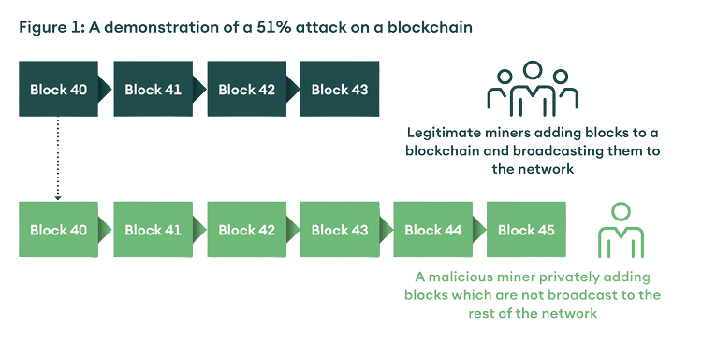 Figure 1: A demonstration of a 51% attack on a blockchain
Block 40 Block 41 Block 42 Block 43
Legitimate miners adding blocks to a
blockchain and broadcasting them to
the network
Block 40 Block 41 Block 42 Block 43 Block 44 Block 45
A malicious miner privately adding
blocks which are not broadcast to the
rest of the network